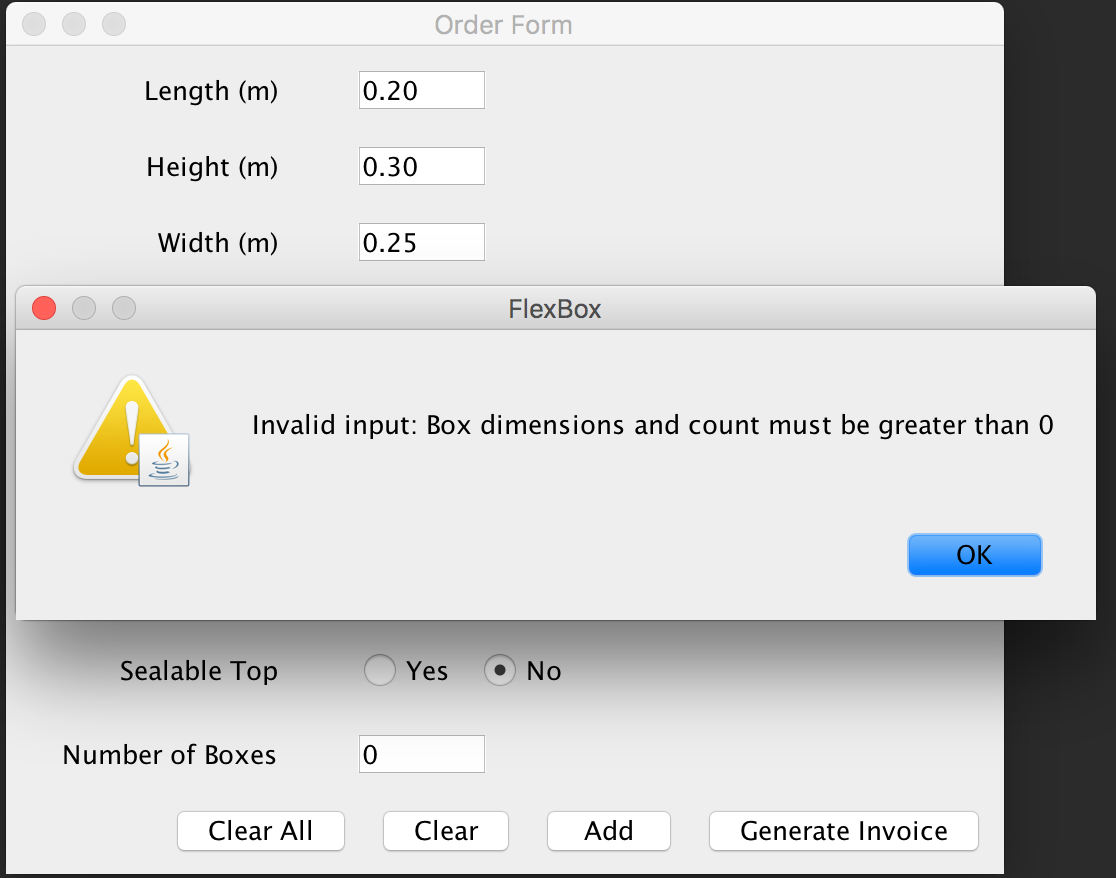 Order Form
Length (m) 0.20
Height (m) 0.30
Width (m) 0.25
FlexBox
Invalid input: Box dimensions and count must be greater than 0
OK
Sealable Top Yes No
Number of Boxes 0
Clear All Clear Add Generate Invoice